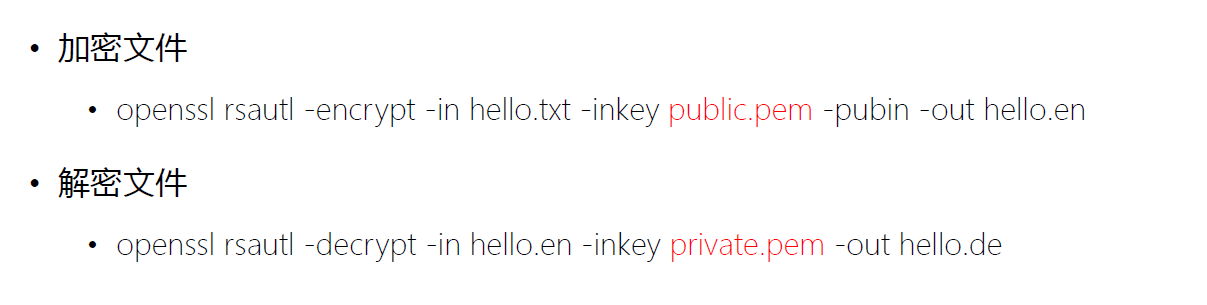 • 加密文件
• openssl rsautl -encrypt -in hello.txt -inkey public.pem -pubin -out hello.en
• 解密文件
• openssl rsautl -decrypt -in hello.en -inkey private.pem -out hello.de